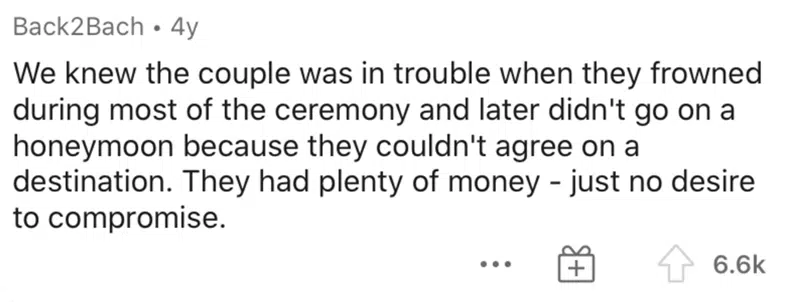 Back2Bach • 4y
We knew the couple was in trouble when they frowned
during most of the ceremony and later didn't go on a
honeymoon because they couldn't agree on a
destination. They had plenty of money - just no desire
to compromise.
••• 6.6k